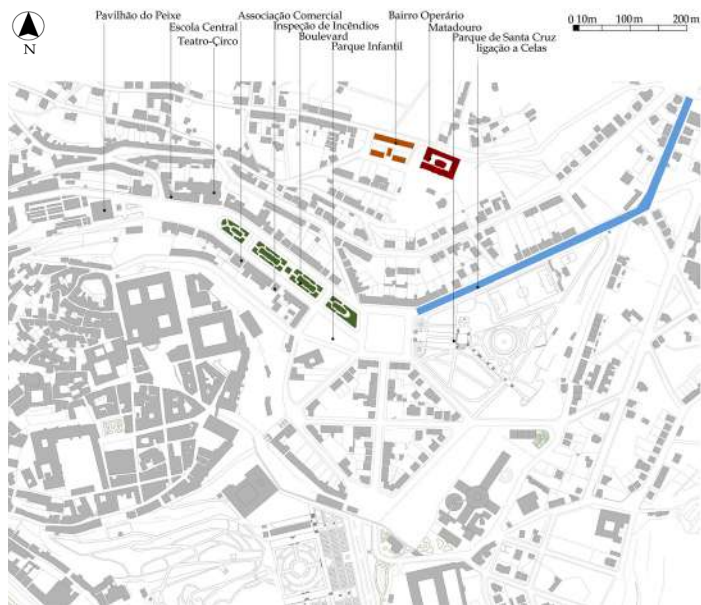 Pavilhão do Peixe
Escola Central
Teatro-Çirco
Associação Comercial
Inspeção de Incêndios
Boulevard
Parque Infantil
Bairro Operário
Matadouro
Parque de Santa Cruz
ligação a Celas
0 10m 100m 200m
N